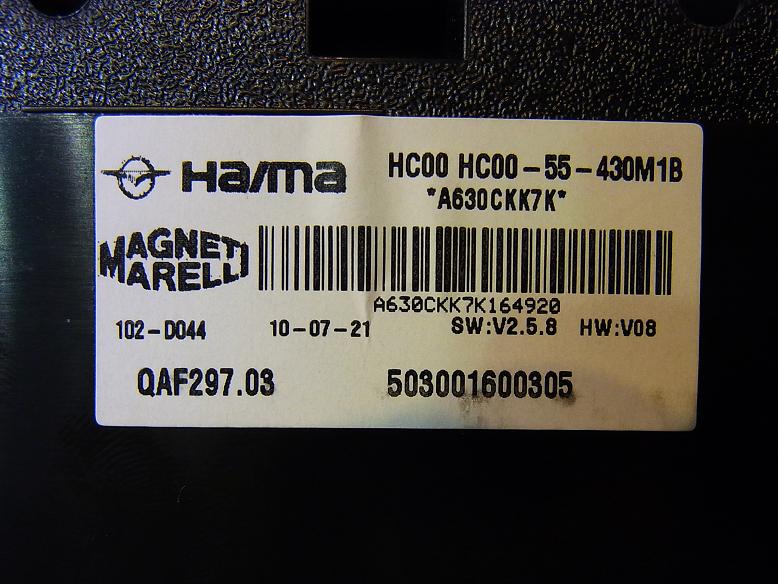 HAIMA HC00 HC00-55-430M1B
*A630CKK7K*
MAGNETI
MARELLI
A630CKK7K164920
102-D044 10-07-21 SW:V2.5.8 HW:V08
QAF297.03 503001600305